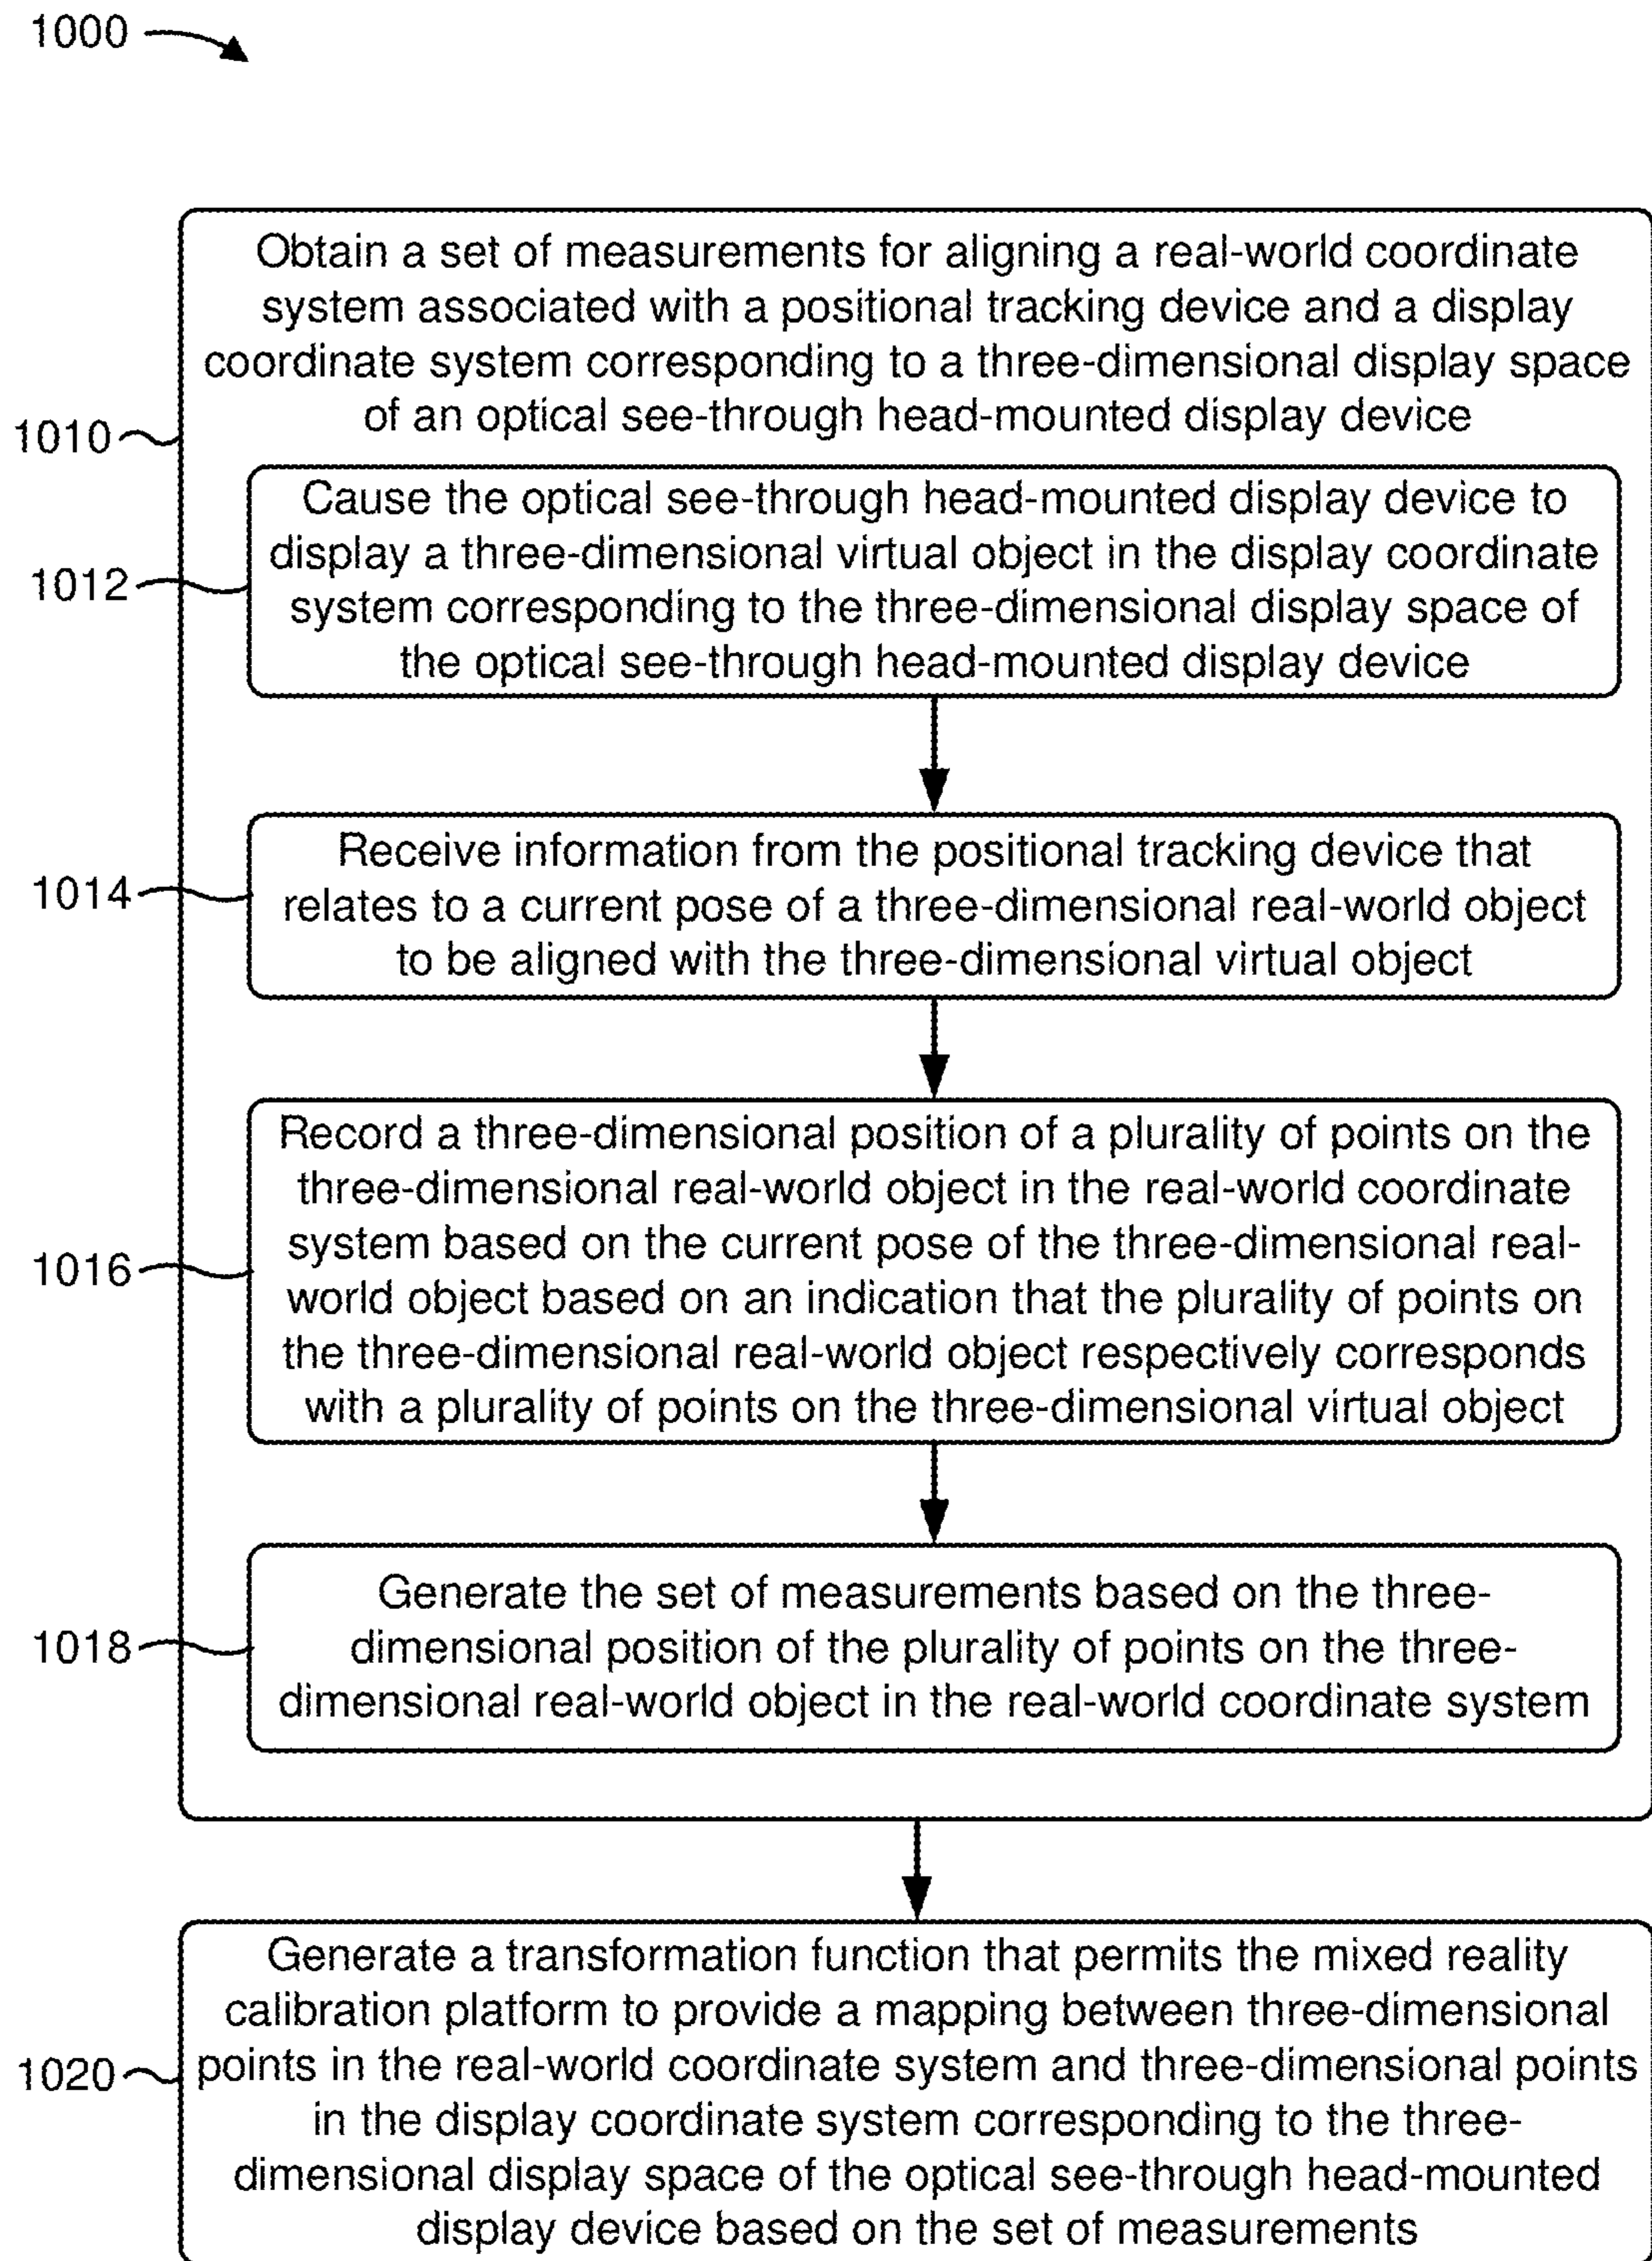 1000
Obtain a set of measurements for aligning a real-world coordinate
system associated with a positional tracking device and a display
coordinate system corresponding to a three-dimensional display space
of an optical see-through head-mounted display device
1010
Cause the optical see-through head-mounted display device to
display a three-dimensional virtual object in the display coordinate
system corresponding to the three-dimensional display space of
the optical see-through head-mounted display device
1012
Receive information from the positional tracking device that
relates to a current pose of a three-dimensional real-world object
to be aligned with the three-dimensional virtual object
1014
Record a three-dimensional position of a plurality of points on the
three-dimensional real-world object in the real-world coordinate
system based on the current pose of the three-dimensional real-
world object based on an indication that the plurality of points on
the three-dimensional real-world object respectively corresponds
with a plurality of points on the three-dimensional virtual object
1016
Generate the set of measurements based on the three-
dimensional position of the plurality of points on the three-
dimensional real-world object in the real-world coordinate system
1018
Generate a transformation function that permits the mixed reality
calibration platform to provide a mapping between three-dimensional
points in the real-world coordinate system and three-dimensional points
in the display coordinate system corresponding to the three-
dimensional display space of the optical see-through head-mounted
display device based on the set of measurements
1020